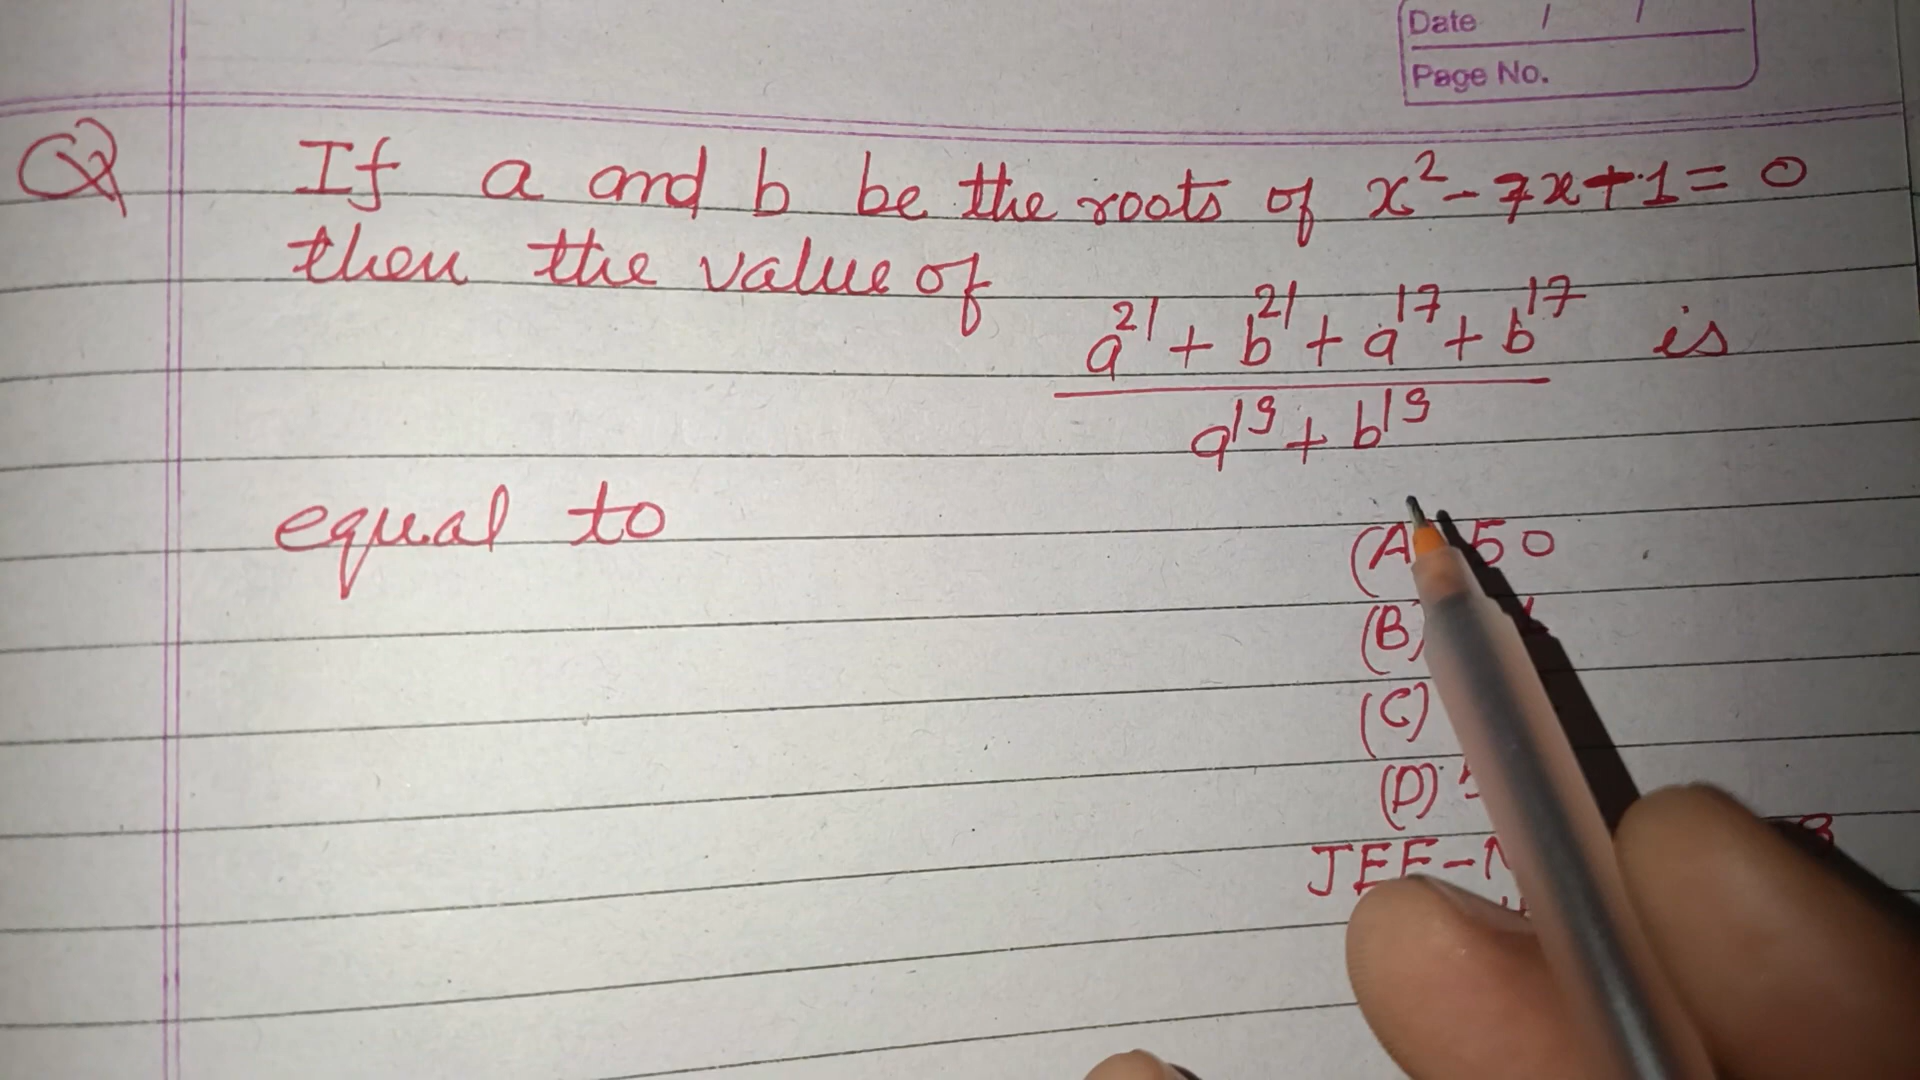 Date / /
Page No.
Q If a and b be the roots of x² - 7x + 1 = 0
then the value of
a²¹ + b²¹ + a¹⁷ + b¹⁷ is
a¹⁹ + b¹⁹
equal to
(A) 50
(B)
(C)
(D)
JEE-